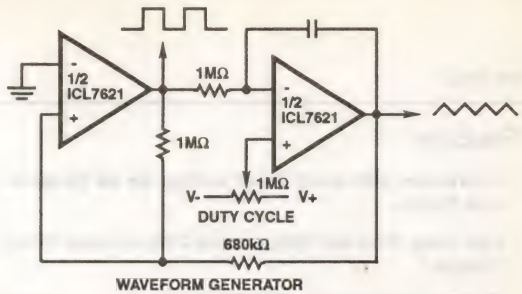 -
1/2
ICL7621
+
1MΩ
1MΩ
-
1/2
ICL7621
+
1MΩ
V-
V+
DUTY CYCLE
680kΩ
WAVEFORM GENERATOR